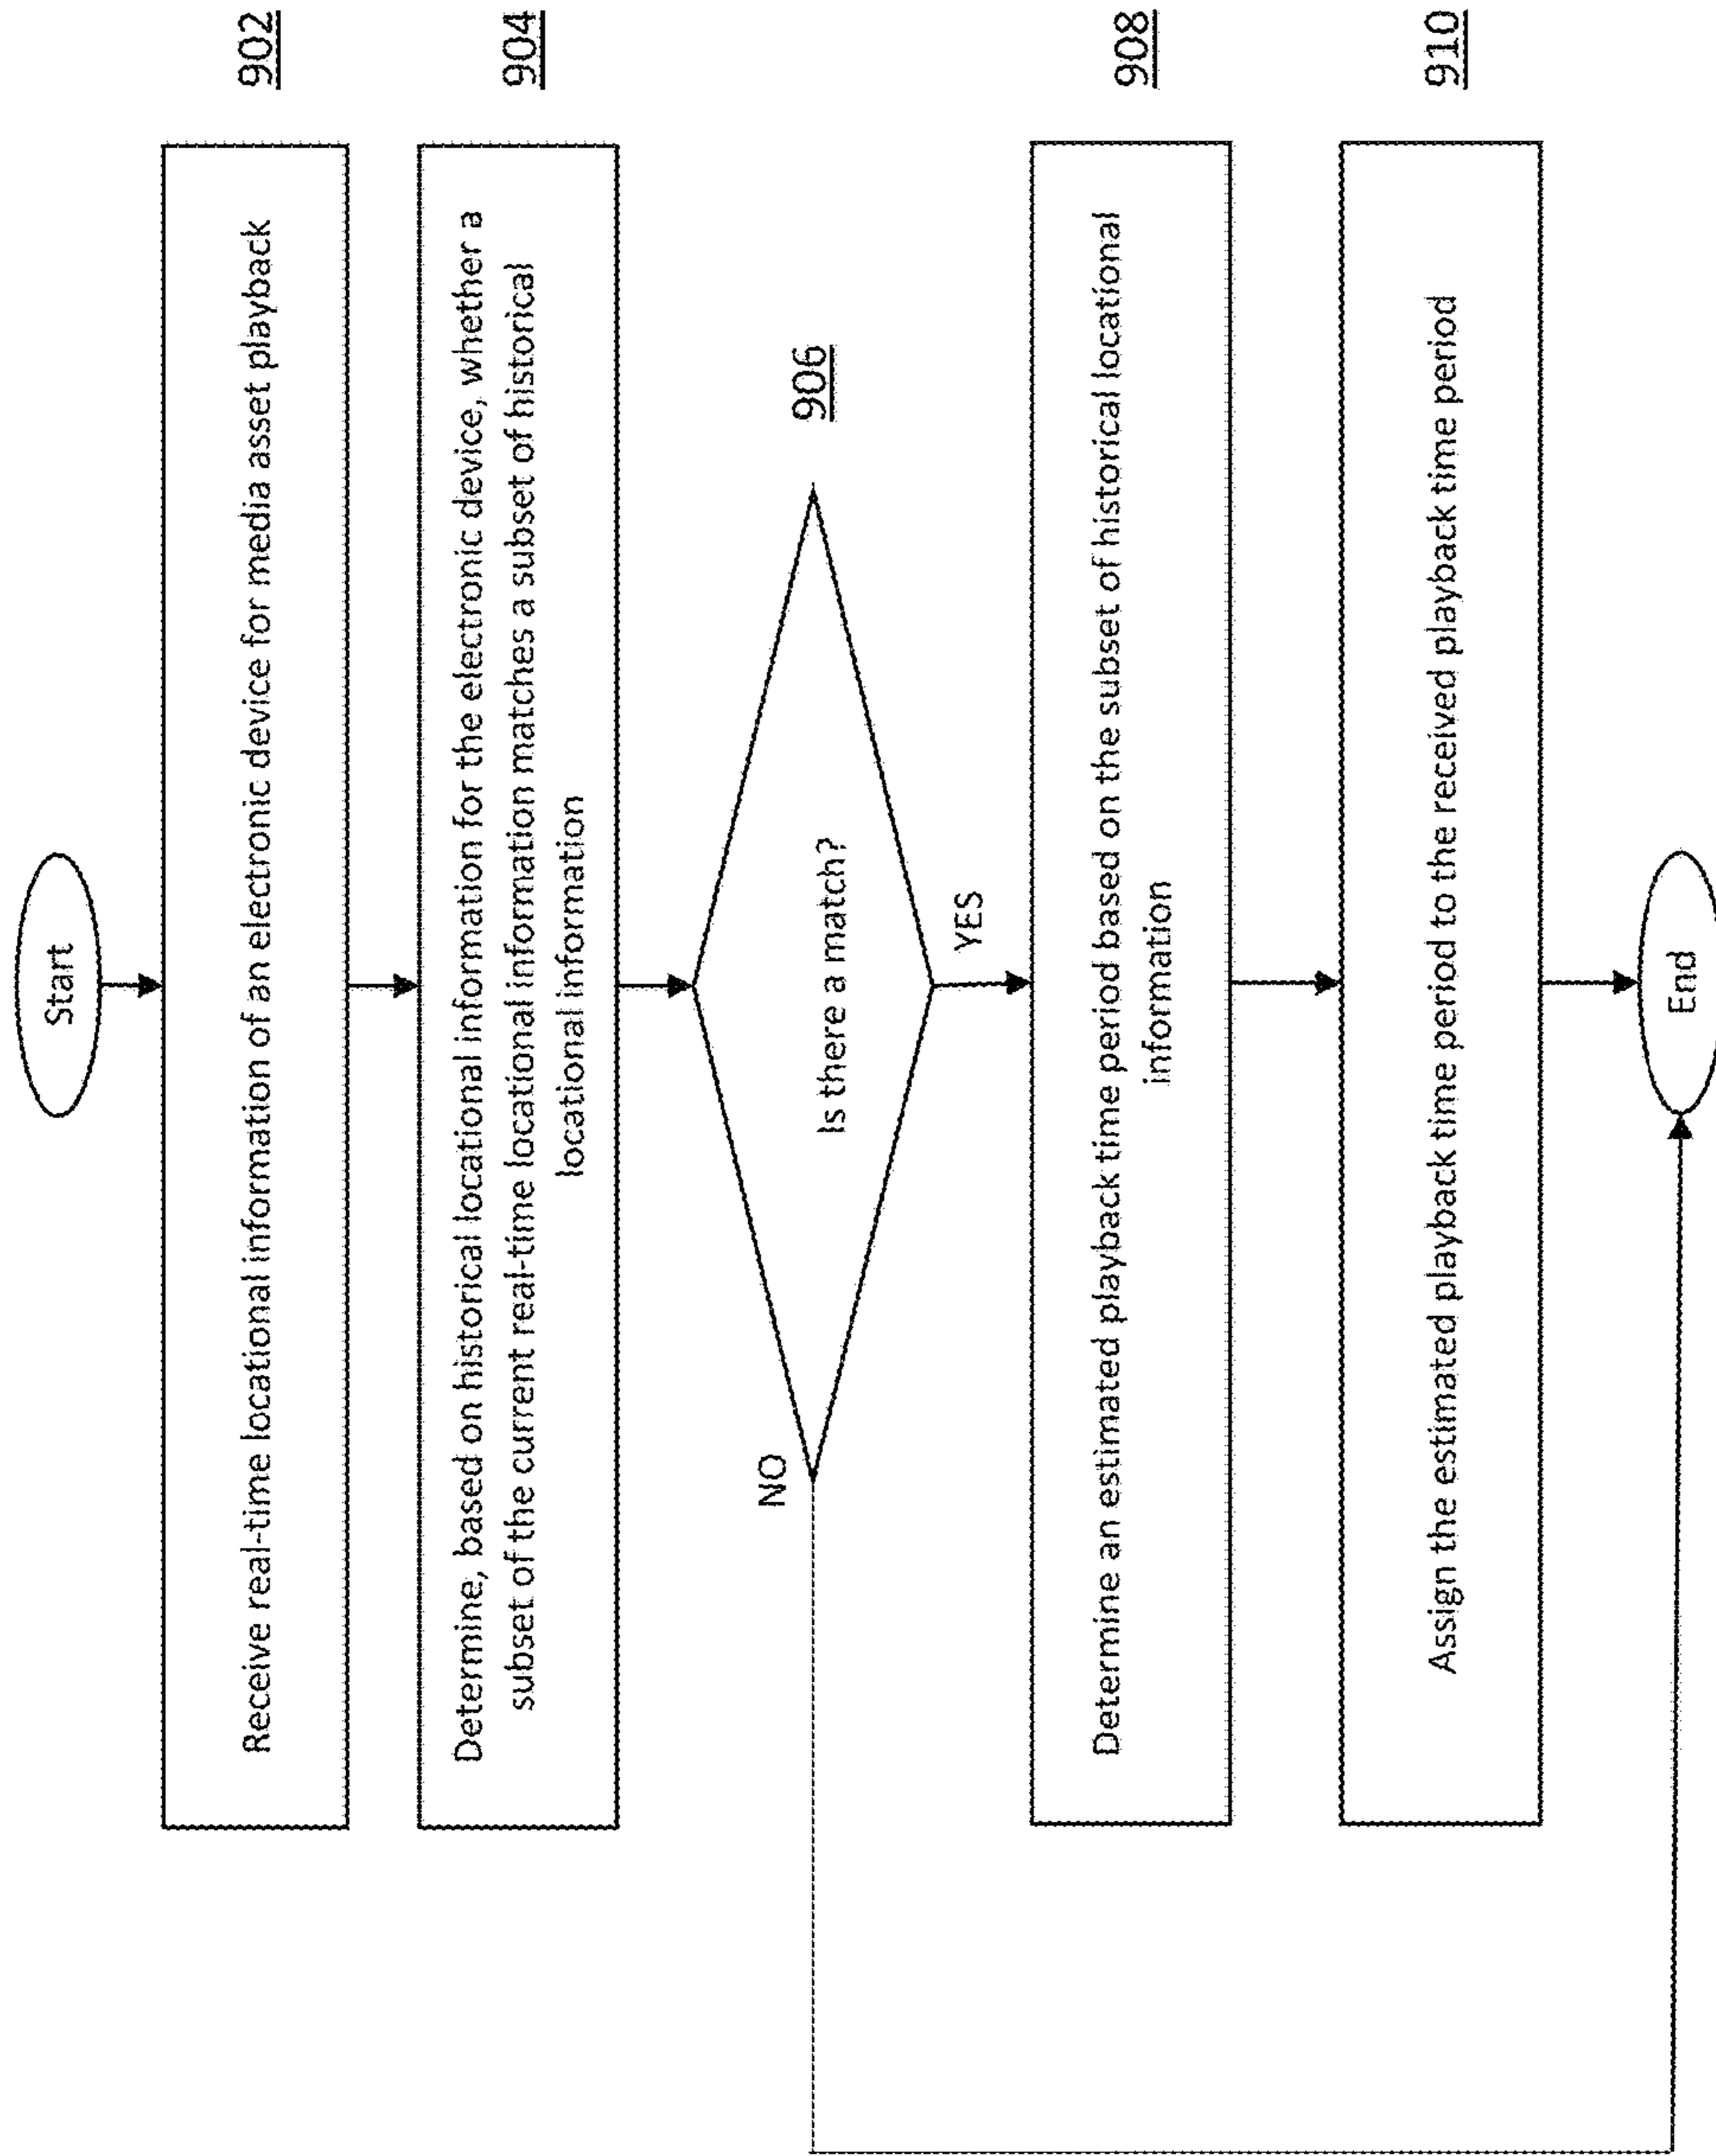 Start
Receive real-time locational information of an electronic device for media asset playback
902
Determine, based on historical locational information for the electronic device, whether a
subset of the current real-time locational information matches a subset of historical
locational information
904
Is there a match?
906
NO
YES
Determine an estimated playback time period based on the subset of historical locational
information
908
Assign the estimated playback time period to the received playback time period
910
End